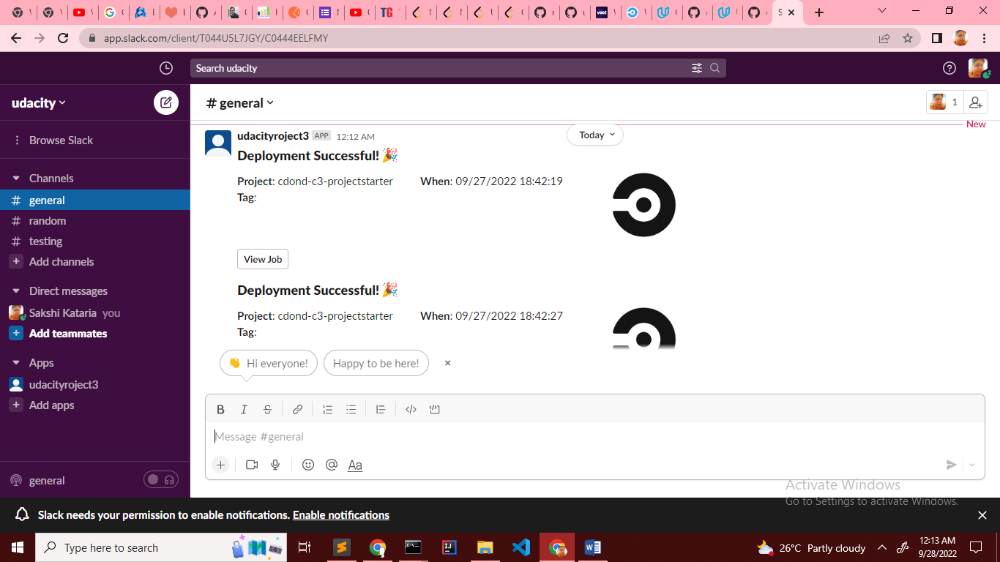 app.slack.com/client/T044U5L7JGY/C0444EELFMY
Search udacity
udacity
# general
1
Browse Slack
New
Today
udacityroject3 APP 12:12 AM
Deployment Successful! 🎉
Project: cdond-c3-projectstarter When: 09/27/2022 18:42:19
Tag:
View Job
Deployment Successful! 🎉
Project: cdond-c3-projectstarter When: 09/27/2022 18:42:27
Tag:
Channels
# general
# random
# testing
+ Add channels
Direct messages
Sakshi Kataria you
+ Add teammates
Apps
udacityroject3
+ Add apps
general
👋 Hi everyone!
Happy to be here!
B I S
Message #general
Aa
Activate Windows
Go to Settings to activate Windows.
Slack needs your permission to enable notifications. Enable notifications
Type here to search
26°C Partly cloudy
12:13 AM
9/28/2022